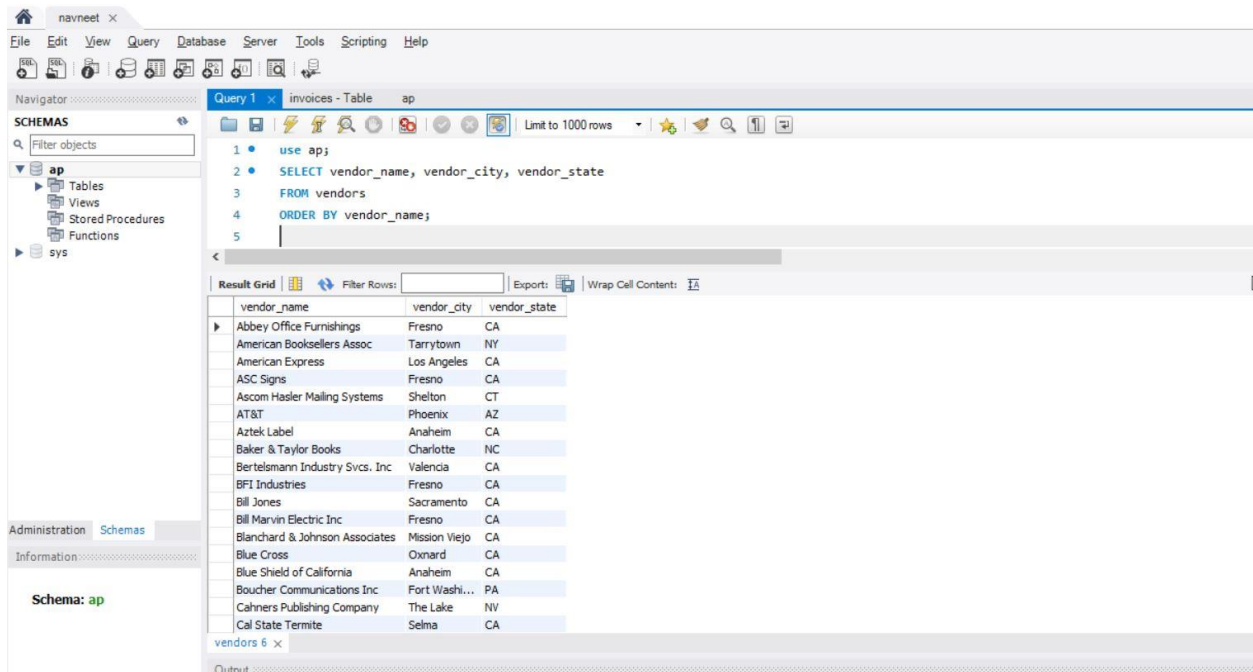 navneet ×
File Edit View Query Database Server Tools Scripting Help
Navigator
SCHEMAS
Filter objects
ap
Tables
Views
Stored Procedures
Functions
sys
Administration Schemas
Information
Schema: ap
Query 1 × invoices - Table ap
Limit to 1000 rows
1 use ap;
2 SELECT vendor_name, vendor_city, vendor_state
3 FROM vendors
4 ORDER BY vendor_name;
5
Result Grid Filter Rows: Export: Wrap Cell Content: IA
vendor_name vendor_city vendor_state
Abbey Office Furnishings Fresno CA
American Booksellers Assoc Tarrytown NY
American Express Los Angeles CA
ASC Signs Fresno CA
Ascom Hasler Mailing Systems Shelton CT
AT&T Phoenix AZ
Aztek Label Anaheim CA
Baker & Taylor Books Charlotte NC
Bertelsmann Industry Svcs. Inc Valencia CA
BFI Industries Fresno CA
Bill Jones Sacramento CA
Bill Marvin Electric Inc Fresno CA
Blanchard & Johnson Associates Mission Viejo CA
Blue Cross Oxnard CA
Blue Shield of California Anaheim CA
Boucher Communications Inc Fort Washi... PA
Cahners Publishing Company The Lake NV
Cal State Termite Selma CA
vendors 6 ×
Output